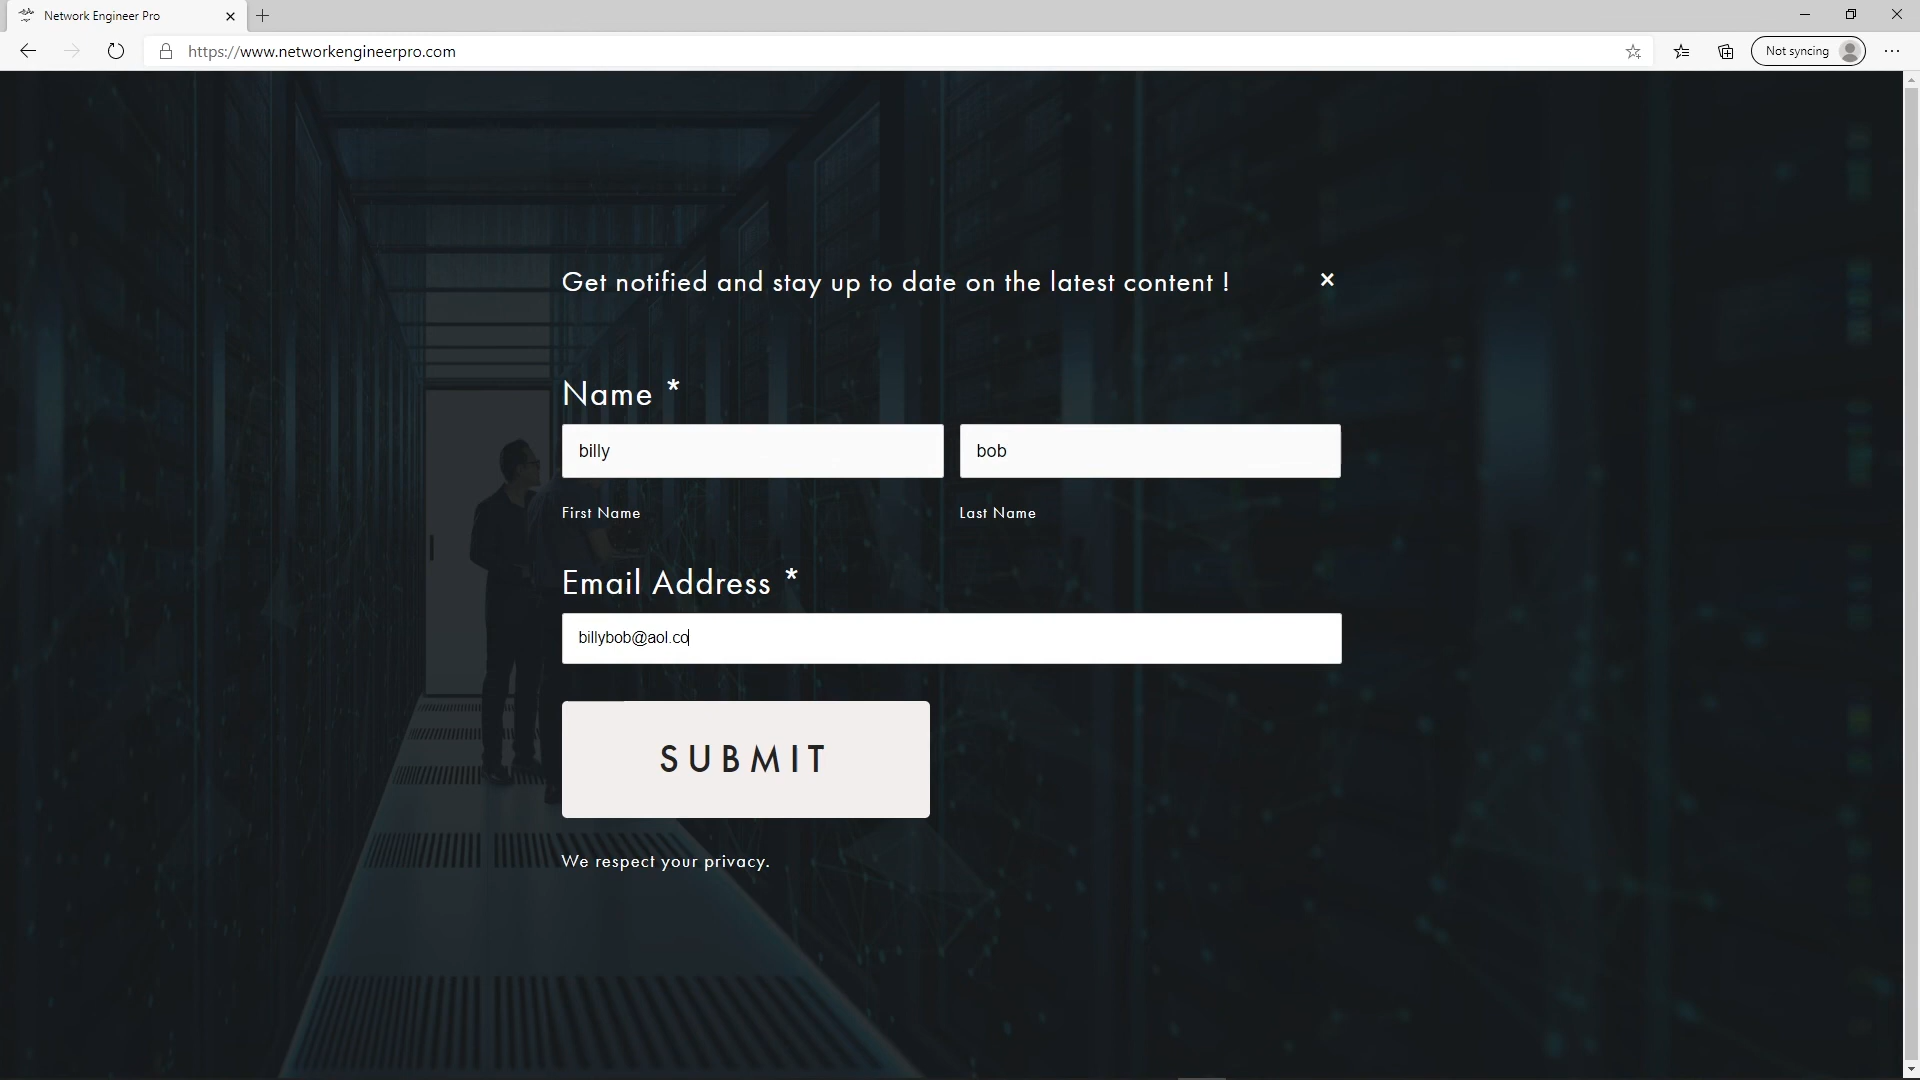 Network Engineer Pro
https://www.networkengineerpro.com
Not syncing
Get notified and stay up to date on the latest content !
Name *
billy
bob
First Name
Last Name
Email Address *
billybob@aol.co
SUBMIT
We respect your privacy.